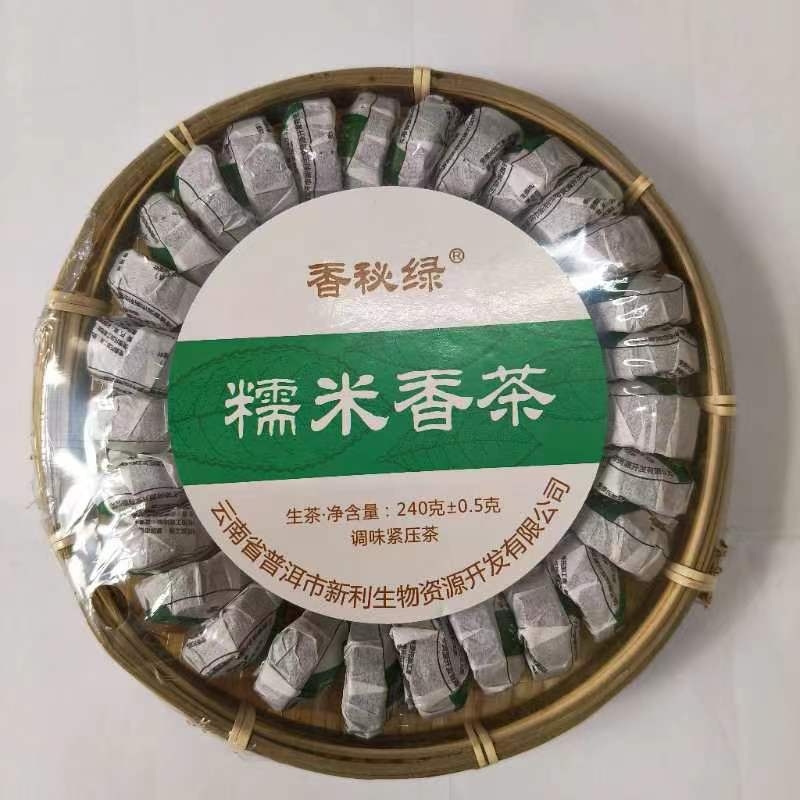 香秘绿®
糯米香茶
生茶·净含量：240克±0.5克
调味紧压茶
云南省普洱市新利生物资源开发有限公司